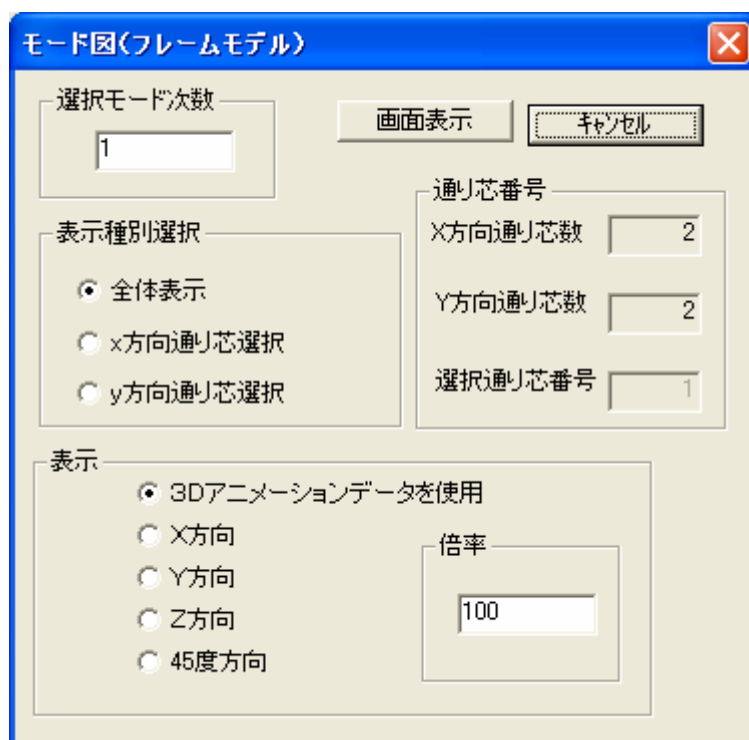 モード図(フレームモデル)
選択モード次数
1
画面表示
キャンセル
通り芯番号
X方向通り芯数
2
Y方向通り芯数
2
選択通り芯番号
1
表示種別選択
全体表示
x方向通り芯選択
y方向通り芯選択
表示
3Dアニメーションデータを使用
X方向
Y方向
Z方向
45度方向
倍率
100